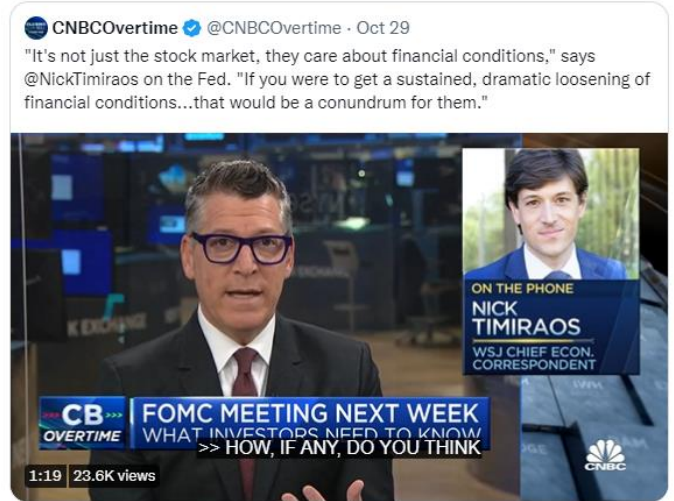 CNBCOvertime @CNBCOvertime · Oct 29
"It's not just the stock market, they care about financial conditions," says
@NickTimiraos on the Fed. "If you were to get a sustained, dramatic loosening of
financial conditions...that would be a conundrum for them."
K EXCHANGE
ON THE PHONE
NICK
TIMIRAOS
WSJ CHIEF ECON.
CORRESPONDENT
CB
OVERTIME
FOMC MEETING NEXT WEEK
WHAT INVESTORS NEED TO KNOW
>> HOW, IF ANY, DO YOU THINK
CNBC
1:19 23.6K views